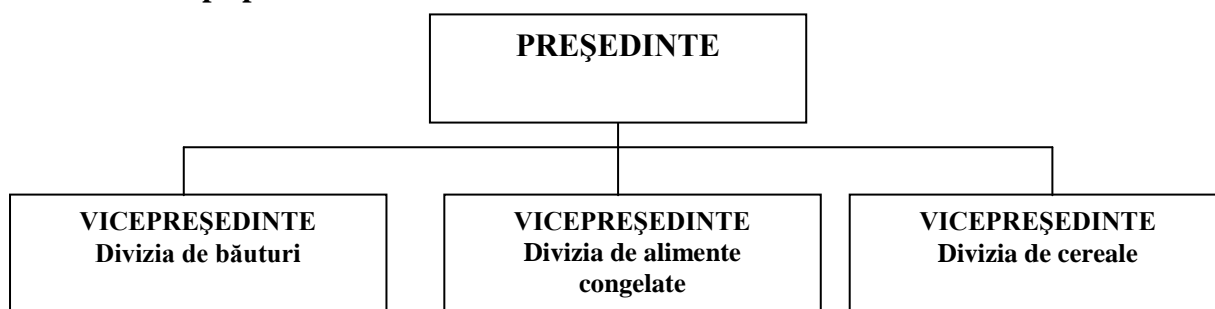 PREŞEDINTE
VICEPREŞEDINTE
Divizia de băuturi
VICEPREŞEDINTE
Divizia de alimente
congelate
VICEPREŞEDINTE
Divizia de cereale